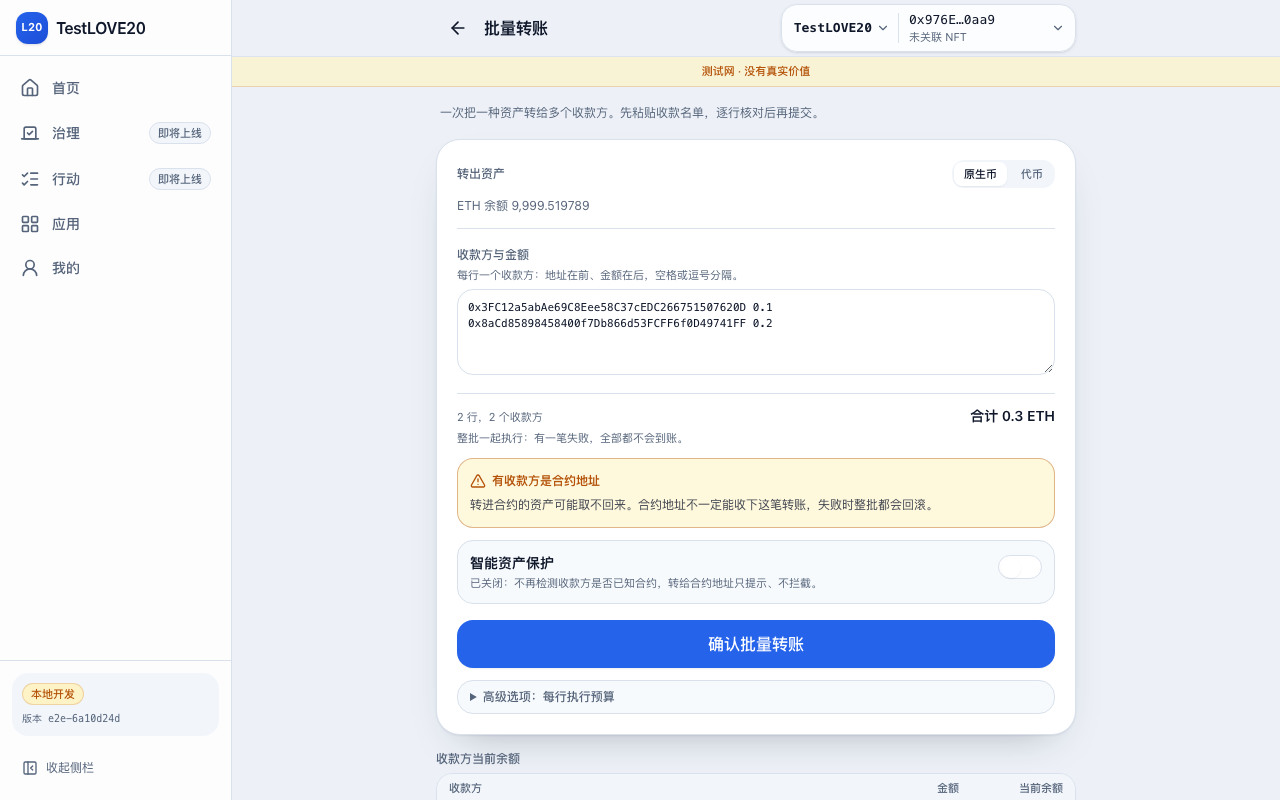 L20 TestLOVE20
首页
治理 即将上线
行动 即将上线
应用
我的
本地开发
版本 e2e-6a10d24d
收起侧栏
批量转账
TestLOVE20
0x976E…0aa9
未关联 NFT
测试网 · 没有真实价值
一次把一种资产转给多个收款方。先粘贴收款名单，逐行核对后再提交。
转出资产 原生币 代币
ETH 余额 9,999.519789
收款方与金额
每行一个收款方：地址在前、金额在后，空格或逗号分隔。
0x3FC12a5abAe69C8Eee58C37cEDC266751507620D 0.1
0x8aCd85898458400f7Db866d53FCFF6f0D49741FF 0.2
2 行，2 个收款方 合计 0.3 ETH
整批一起执行：有一笔失败，全部都不会到账。
有收款方是合约地址
转进合约的资产可能取不回来。合约地址不一定能收下这笔转账，失败时整批都会回滚。
智能资产保护
已关闭：不再检测收款方是否已知合约，转给合约地址只提示、不拦截。
确认批量转账
高级选项：每行执行预算
收款方当前余额
收款方 金额 当前余额